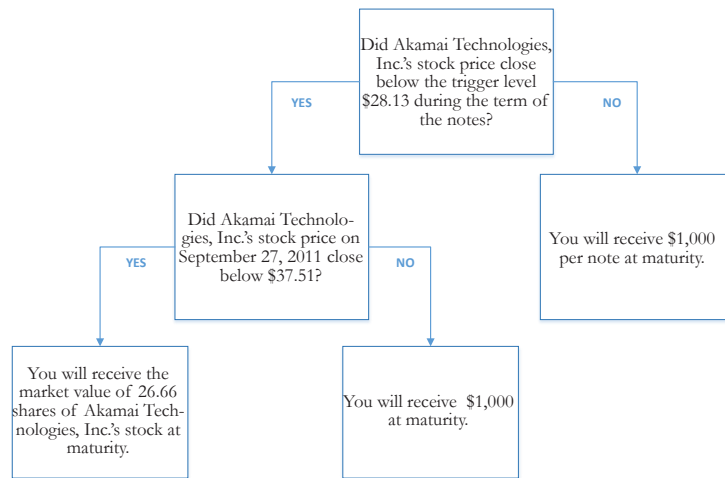 Did Akamai Technologies,
Inc.'s stock price close
below the trigger level
$28.13 during the term of
the notes?
YES
NO
Did Akamai Technolo-
gies, Inc.'s stock price on
September 27, 2011 close
below $37.51?
You will receive $1,000
per note at maturity.
YES
NO
You will receive the
market value of 26.66
shares of Akamai Tech-
nologies, Inc.'s stock at
maturity.
You will receive $1,000
at maturity.